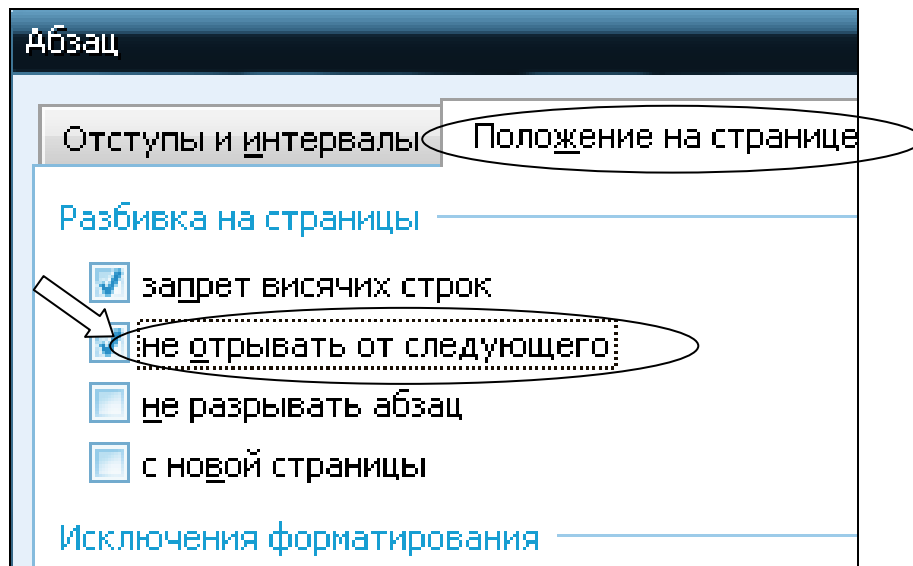 Абзац
Отступы и интервалы
Положение на странице
Разбивка на страницы
запрет висячих строк
не отрывать от следующего
не разрывать абзац
с новой страницы
Исключения форматирования